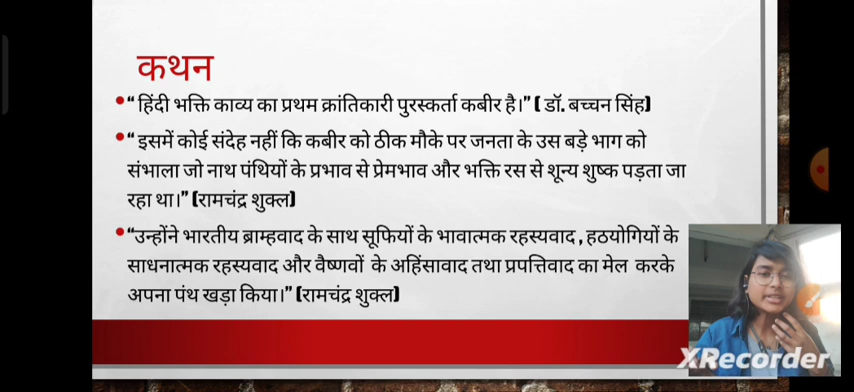 कथन
•“ हिंदी भक्ति काव्य का प्रथम क्रांतिकारी पुरस्कर्ता कबीर है।” ( डॉ. बच्चन सिंह)
•“ इसमें कोई संदेह नहीं कि कबीर को ठीक मौके पर जनता के उस बड़े भाग को
संभाला जो नाथ पंथियों के प्रभाव से प्रेमभाव और भक्ति रस से शून्य शुष्क पड़ता जा
रहा था।” (रामचंद्र शुक्ल)
•“उन्होंने भारतीय ब्राम्हवाद के साथ सूफियों के भावात्मक रहस्यवाद , हठयोगियों के
साधनात्मक रहस्यवाद और वैष्णवों के अहिंसावाद तथा प्रपत्तिवाद का मेल करके
अपना पंथ खड़ा किया।” (रामचंद्र शुक्ल)
XRecorder